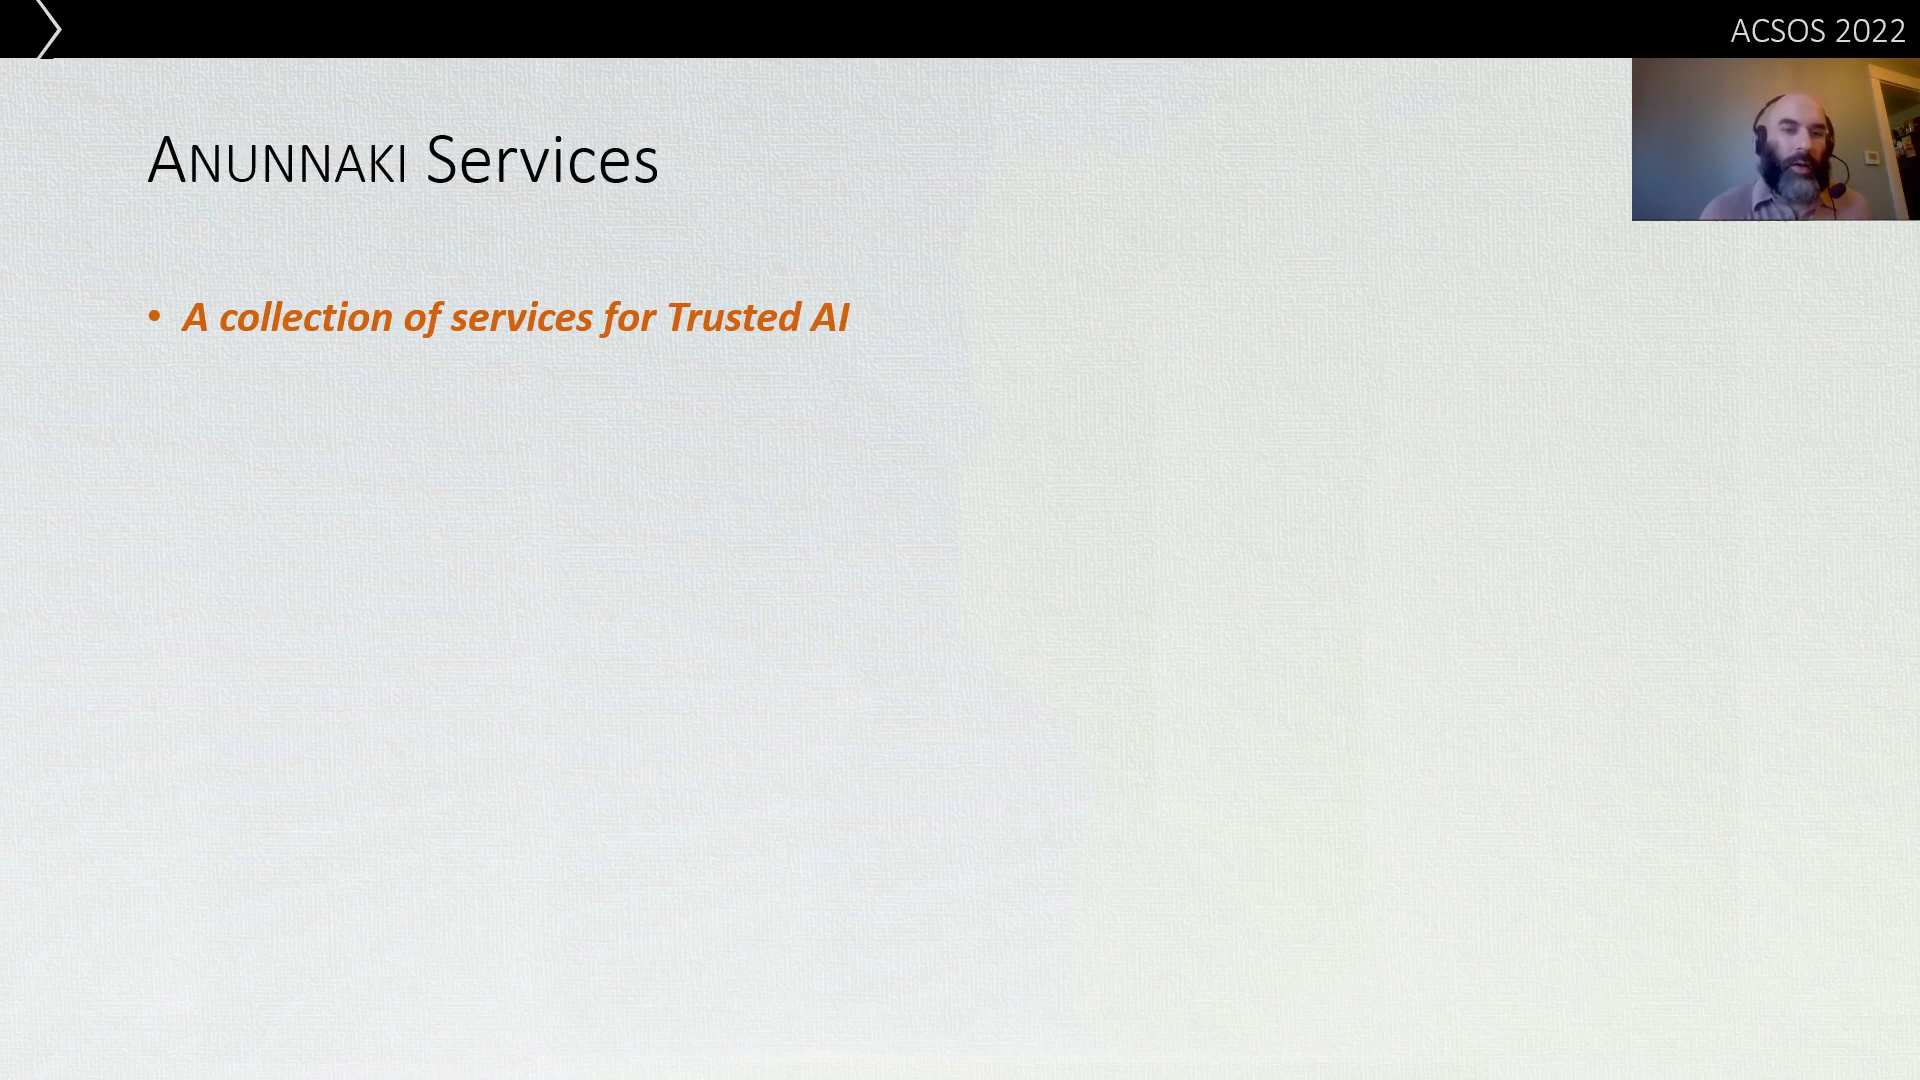 ACSOS 2022
ANUNNAKI Services
• A collection of services for Trusted AI